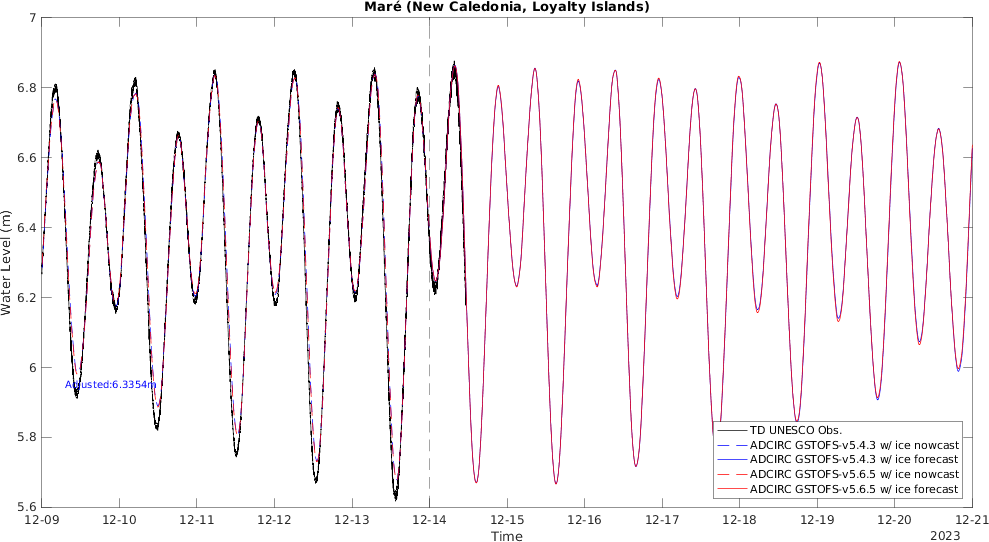 Maré (New Caledonia, Loyalty Islands)
7
6.8
6.6
6.4
6.2
6
5.8
5.6
Water Level (m)
Adjusted:6.3354m
TD UNESCO Obs.
ADCIRC GSTOFS-v5.4.3 w/ ice nowcast
ADCIRC GSTOFS-v5.4.3 w/ ice forecast
ADCIRC GSTOFS-v5.6.5 w/ ice nowcast
ADCIRC GSTOFS-v5.6.5 w/ ice forecast
12-09 12-10 12-11 12-12 12-13 12-14 12-15 12-16 12-17 12-18 12-19 12-20 12-21
Time
2023